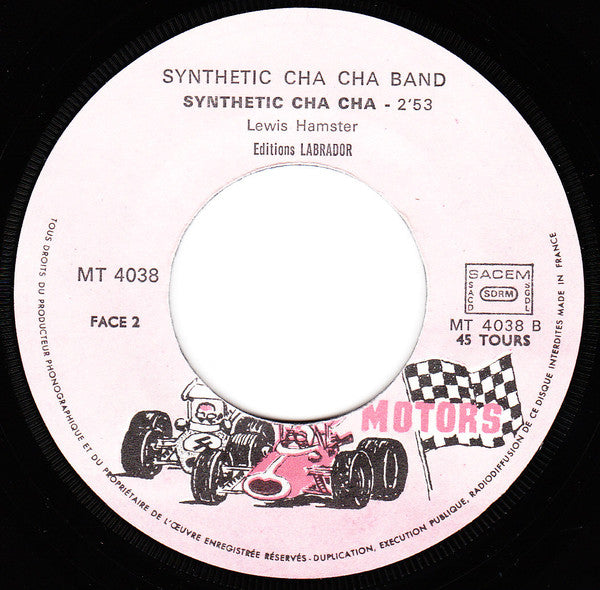 SYNTHETIC CHA CHA BAND
SYNTHETIC CHA CHA - 2'53
Lewis Hamster
Editions LABRADOR
MT 4038
FACE 2
SACEM
SACD
SDRM
SGDL
MT 4038 B
45 TOURS
MOTORS
4
TOUS DROITS DU PRODUCTEUR PHONOGRAPHIQUE ET DU PROPRIÉTAIRE DE L'ŒUVRE ENREGISTRÉE RÉSERVÉS - DUPLICATION, EXECUTION PUBLIQUE, RADIODIFFUSION DE CE DISQUE INTERDITES MADE IN FRANCE